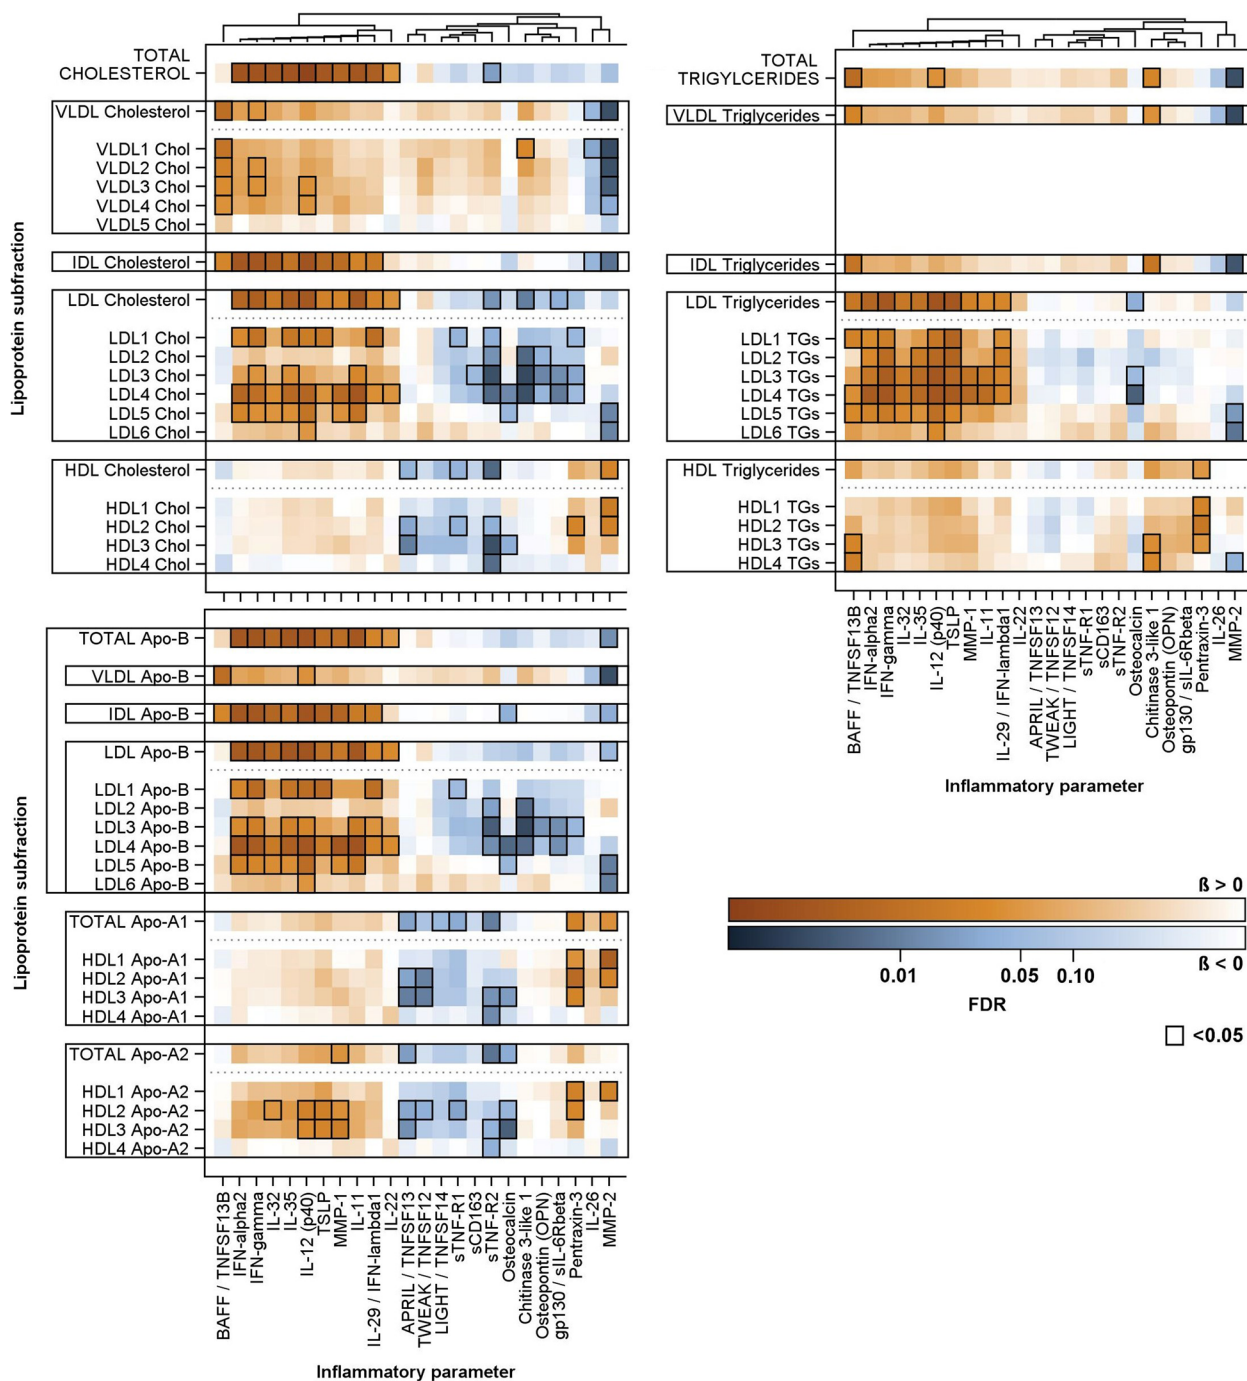 TOTAL
CHOLESTEROL
VLDL Cholesterol
VLDL1 Chol
VLDL2 Chol
VLDL3 Chol
VLDL4 Chol
VLDL5 Chol
IDL Cholesterol
LDL Cholesterol
LDL1 Chol
LDL2 Chol
LDL3 Chol
LDL4 Chol
LDL5 Chol
LDL6 Chol
HDL Cholesterol
HDL1 Chol
HDL2 Chol
HDL3 Chol
HDL4 Chol
Lipoprotein subfraction
TOTAL Apo-B
VLDL Apo-B
IDL Apo-B
LDL Apo-B
LDL1 Apo-B
LDL2 Apo-B
LDL3 Apo-B
LDL4 Apo-B
LDL5 Apo-B
LDL6 Apo-B
TOTAL Apo-A1
HDL1 Apo-A1
HDL2 Apo-A1
HDL3 Apo-A1
HDL4 Apo-A1
TOTAL Apo-A2
HDL1 Apo-A2
HDL2 Apo-A2
HDL3 Apo-A2
HDL4 Apo-A2
Lipoprotein subfraction
BAFF / TNFSF13B
IFN-alpha2
IFN-gamma
IL-32
IL-35
IL-12 (p40)
TSLP
MMP-1
IL-11
IL-29 / IFN-lambda1
IL-22
APRIL / TNFSF13
TWEAK / TNFSF12
LIGHT / TNFSF14
sTNF-R1
sCD163
sTNF-R2
Osteocalcin
Chitinase 3-like 1
Osteopontin (OPN)
gp130 / sIL-6Rbeta
Pentraxin-3
IL-26
MMP-2
Inflammatory parameter
TOTAL
TRIGYLCERIDES
VLDL Triglycerides
IDL Triglycerides
LDL Triglycerides
LDL1 TGs
LDL2 TGs
LDL3 TGs
LDL4 TGs
LDL5 TGs
LDL6 TGs
HDL Triglycerides
HDL1 TGs
HDL2 TGs
HDL3 TGs
HDL4 TGs
BAFF / TNFSF13B
IFN-alpha2
IFN-gamma
IL-32
IL-35
IL-12 (p40)
TSLP
MMP-1
IL-11
IL-29 / IFN-lambda1
IL-22
APRIL / TNFSF13
TWEAK / TNFSF12
LIGHT / TNFSF14
sTNF-R1
sCD163
sTNF-R2
Osteocalcin
Chitinase 3-like 1
Osteopontin (OPN)
gp130 / sIL-6Rbeta
Pentraxin-3
IL-26
MMP-2
Inflammatory parameter
ß > 0
ß < 0
0.01 0.05 0.10
FDR
<0.05